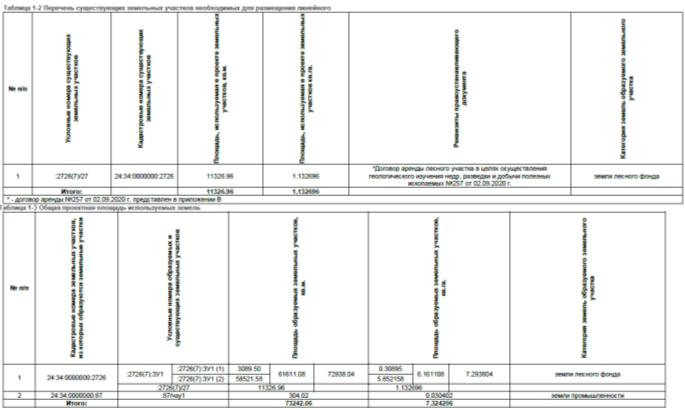 Таблица 1-2 Перечень существующих земельных участков необходимых для размещения линейного
№ п/п
Условные номера существующих земельных участков
Кадастровые номера существующих земельных участков
Площадь, используемая в проекте земельных участков, кв.м.
Площадь, используемая в проекте земельных участков кв.га.
Реквизиты правоустанавливающего документа
Категория земель образуемого земельного участка
1 :2726(7)/27 24:34:0000000:2726 11326.96 1.132696 *Договор аренды лесного участка в целях осуществления геологического изучения недр, разведки и добычи полезных ископаемых №257 от 02.09.2020 г. земли лесного фонда
Итого: 11326.96 1.132696
* - договор аренды №257 от 02.09.2020 г. представлен в приложении В
Таблица 1-3 Общая проектная площадь используемых земель
№ п/п
Кадастровые номера земельных участков, из которых образуются земельные участки
Условные номера образуемых и существующих земельных участков
Площадь образуемых земельных участков, кв.м.
Площадь образуемых земельных участков, кв.га.
Категория земель образуемого земельного участка
1 24:34:0000000:2726 :2726(7):ЗУ1 :2726(7):ЗУ1 (1) 3089.50 61611.08 72938.04 0.30895 6.161108 7.293804 земли лесного фонда
:2726(7):ЗУ1 (2) 58521.58 5.852158
:2726(7)/27 11326.96 1.132696
2 24:34:0000000:87 :87/чзу1 304.02 0.030402 земли промышленности
Итого: 73242.06 7.324206